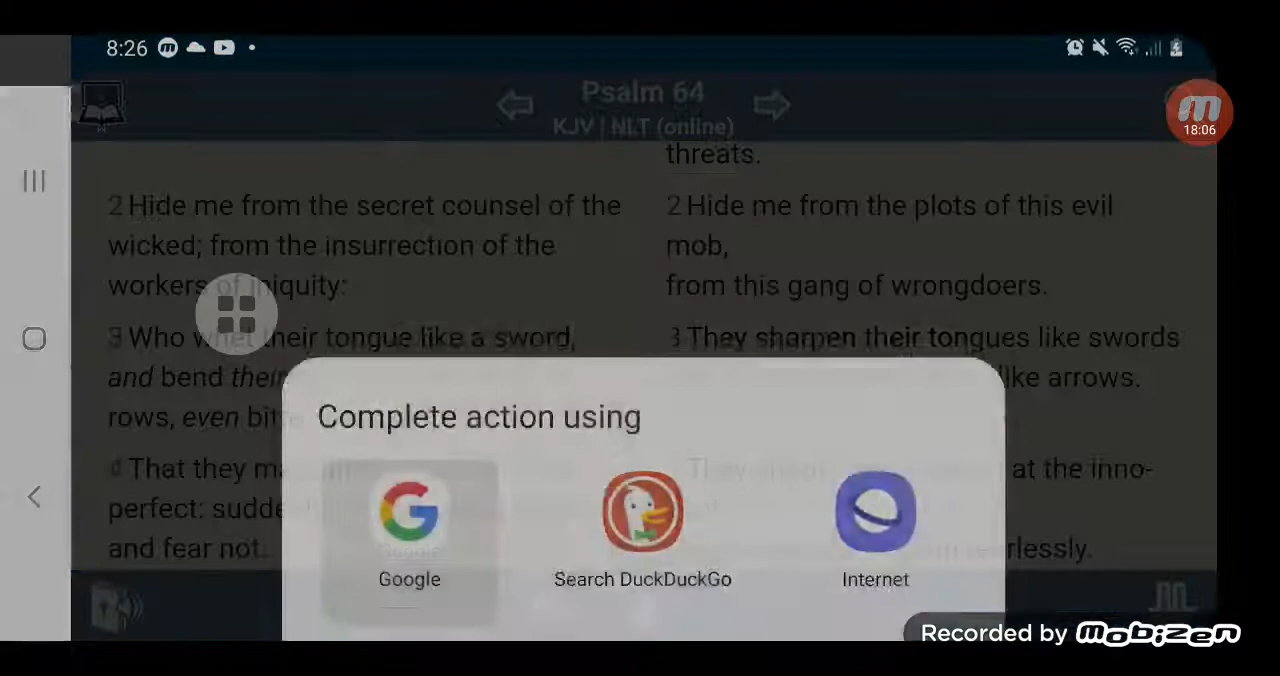 8:26
Psalm 64
KJV | NLT (online)
18:06
threats.
2 Hide me from the secret counsel of the
wicked; from the insurrection of the
workers of iniquity:
3 Who whet their tongue like a sword,
and bend their
rows, even bit
4 That they m
perfect: sudde
and fear not.
2 Hide me from the plots of this evil
mob,
from this gang of wrongdoers.
3 They sharpen their tongues like swords
like arrows.
They shoot at the inno-
rlessly.
Complete action using
Google
Search DuckDuckGo
Internet
Recorded by mobizen